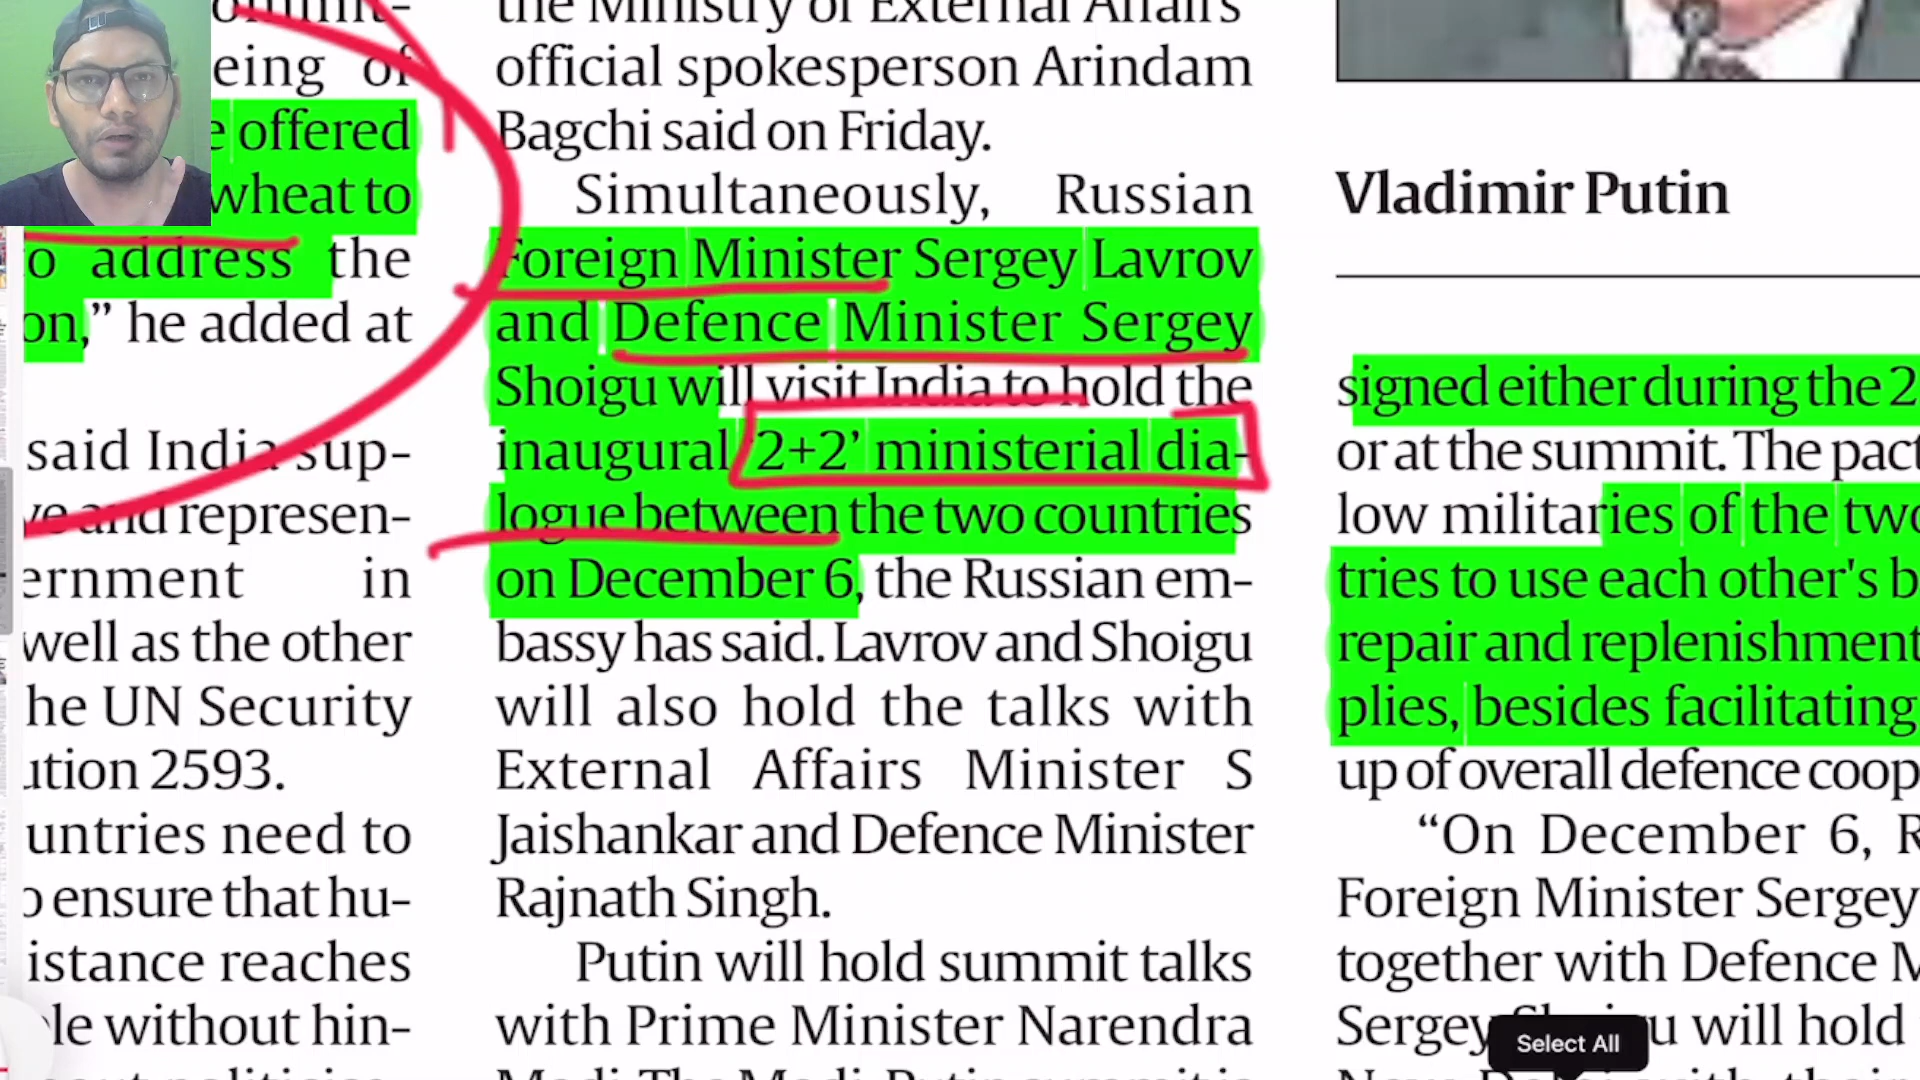 eing of
e offered
wheat to
o address the
on,” he added at
said India sup-
ve and represen-
ernment in
well as the other
he UN Security
ution 2593.
untries need to
o ensure that hu-
istance reaches
le without hin-
the Ministry of External Affairs
official spokesperson Arindam
Bagchi said on Friday.
Simultaneously, Russian
Foreign Minister Sergey Lavrov
and Defence Minister Sergey
Shoigu will visit India to hold the
inaugural ‘2+2’ ministerial dia-
logue between the two countries
on December 6, the Russian em-
bassy has said. Lavrov and Shoigu
will also hold the talks with
External Affairs Minister S
Jaishankar and Defence Minister
Rajnath Singh.
Putin will hold summit talks
with Prime Minister Narendra
Modi. The Modi-Putin summit is
Vladimir Putin
signed either during the 2
or at the summit. The pact
low militaries of the two
tries to use each other's b
repair and replenishment
plies, besides facilitating
up of overall defence coop
“On December 6, R
Foreign Minister Sergey
together with Defence M
Sergey Shoigu will hold
Select All